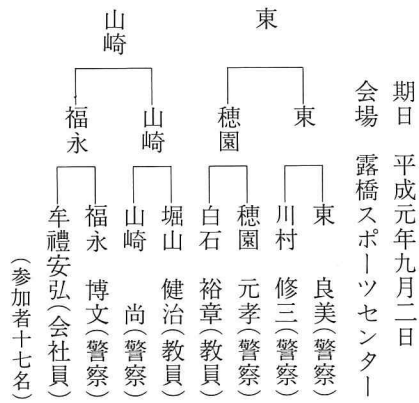 期日　平成元年九月二日
会場　露橋スポーツセンター
東
山崎
東
穂園
山崎
福永
東　良美（警察）
川村　修三（警察）
穂園　元孝（警察）
白石　裕章（教員）
堀山　健治（教員）
山崎　尚（警察）
福永　博文（警察）
牟禮安弘（会社員）
（参加者十七名）